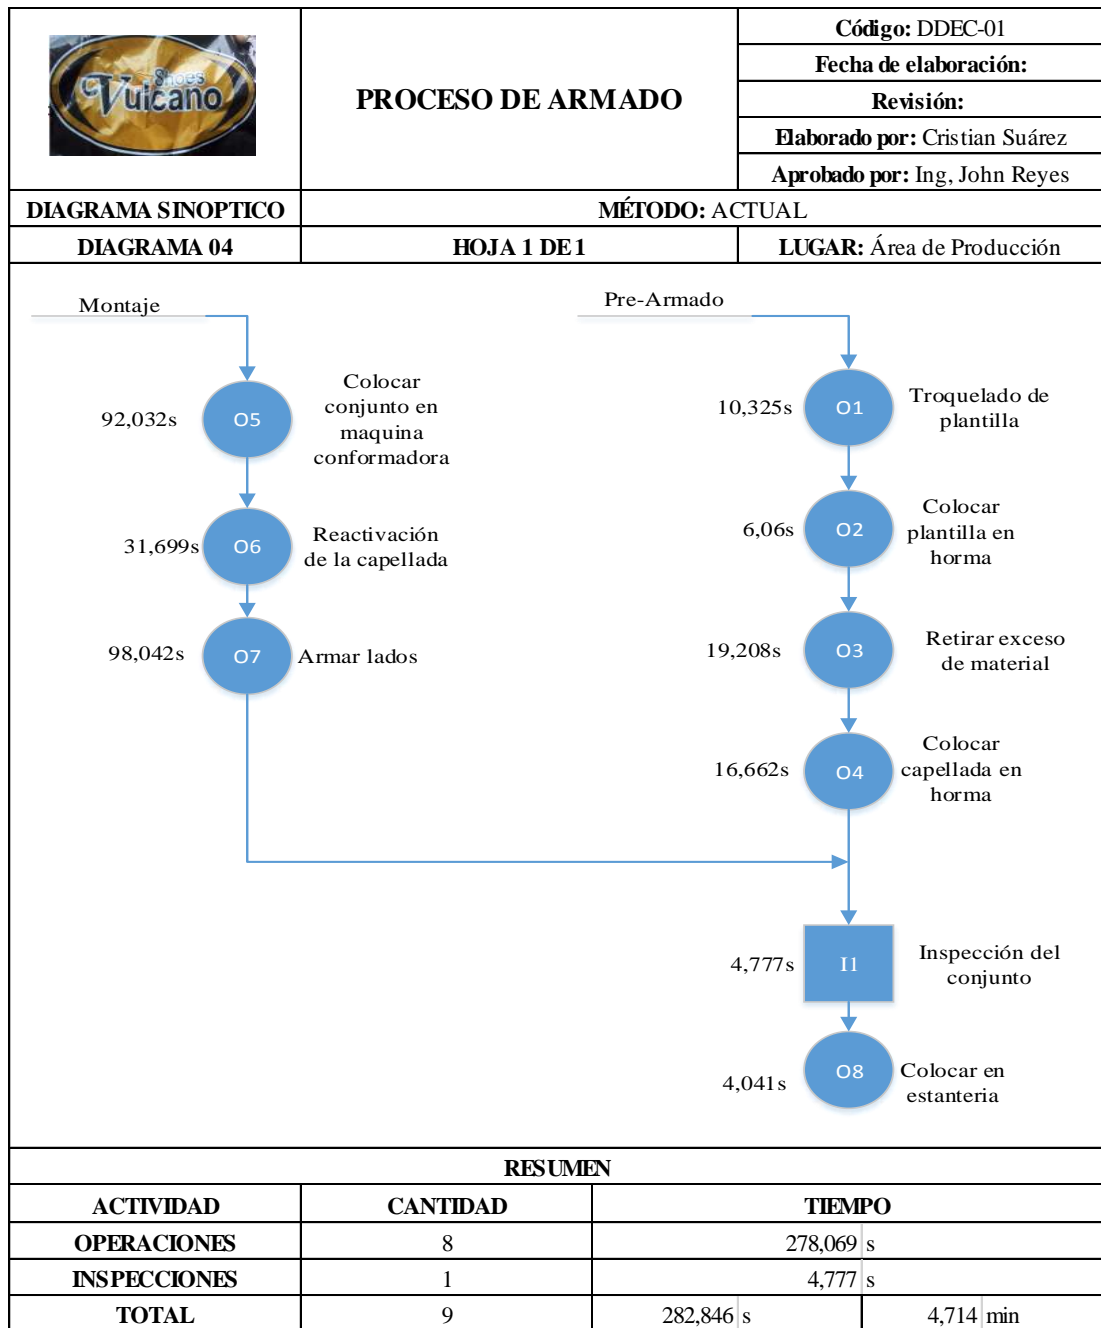 Shoes
Vulcano
PROCESO DE ARMADO
Código: DDEC-01
Fecha de elaboración:
Revisión:
Elaborado por: Cristian Suárez
Aprobado por: Ing, John Reyes
DIAGRAMA SINOPTICO
MÉTODO: ACTUAL
DIAGRAMA 04
HOJA 1 DE 1
LUGAR: Área de Producción
Montaje
92,032s
O5
Colocar
conjunto en
maquina
conformadora
31,699s
O6
Reactivación
de la capellada
98,042s
O7
Armar lados
Pre-Armado
10,325s
O1
Troquelado de
plantilla
6,06s
O2
Colocar
plantilla en
horma
19,208s
O3
Retirar exceso
de material
16,662s
O4
Colocar
capellada en
horma
4,777s
I1
Inspección del
conjunto
4,041s
O8
Colocar en
estanteria
RESUMEN
ACTIVIDAD CANTIDAD TIEMPO
OPERACIONES 8 278,069 s
INSPECCIONES 1 4,777 s
TOTAL 9 282,846 s 4,714 min